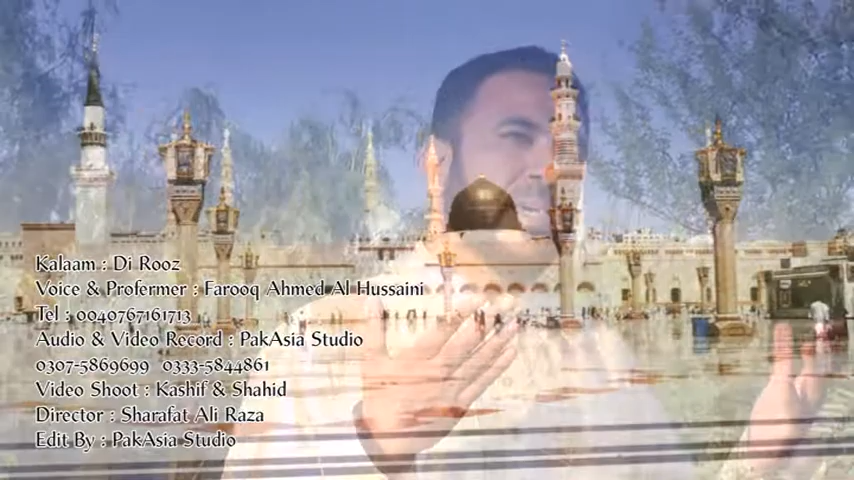 Kalaam : Di Rooz
Voice & Profermer : Farooq Ahmed Al Hussaini
Tel : 0040767161713
Audio & Video Record : PakAsia Studio
0307-5869699 0333-5844861
Video Shoot : Kashif & Shahid
Director : Sharafat Ali Raza
Edit By : PakAsia Studio